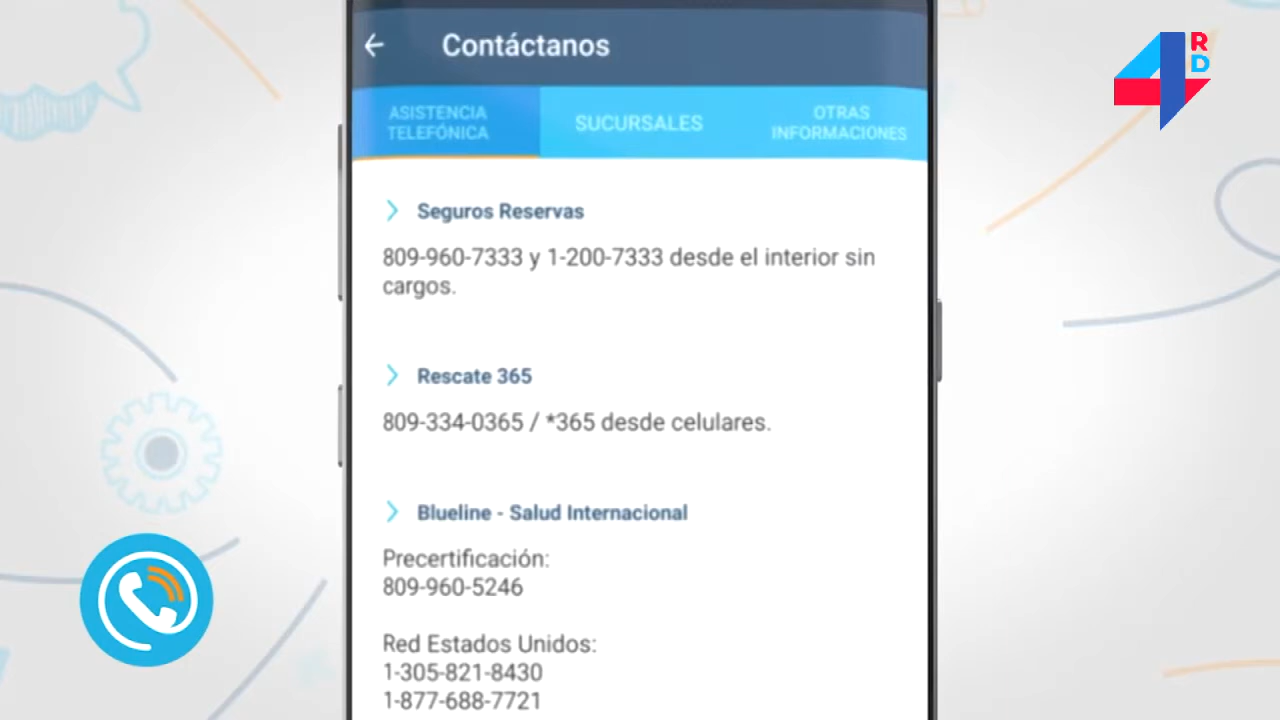 Contáctanos
4
RD
ASISTENCIA
TELEFÓNICA
SUCURSALES
OTRAS
INFORMACIONES
Seguros Reservas
809-960-7333 y 1-200-7333 desde el interior sin
cargos.
Rescate 365
809-334-0365 / *365 desde celulares.
Blueline - Salud Internacional
Precertificación:
809-960-5246
Red Estados Unidos:
1-305-821-8430
1-877-688-7721